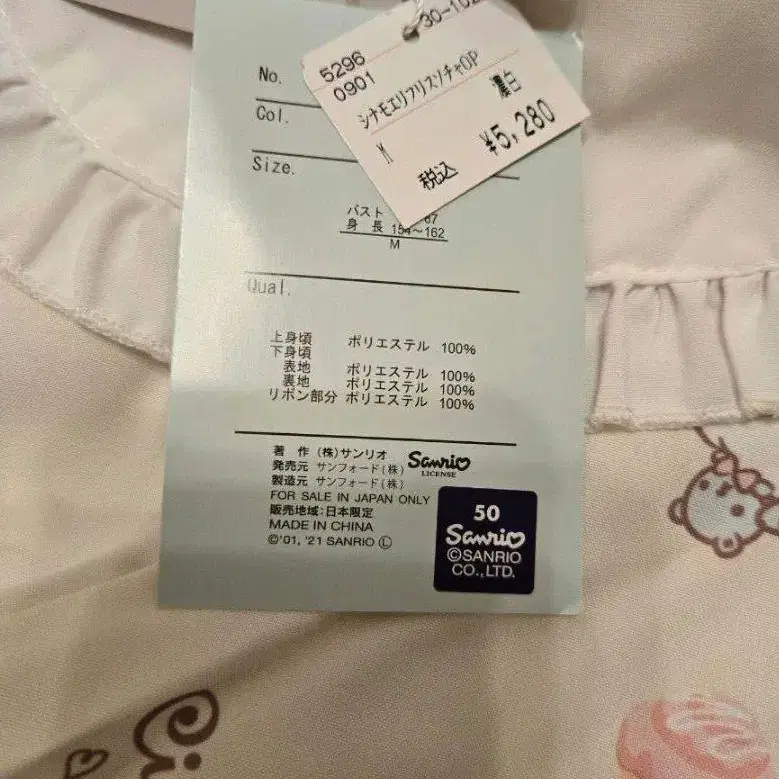 30-102
5296
0901
シナモエリフリスソチャOP
濃白
M
税込 ¥5,280
No.
Col.
Size.
バスト 87
身長 154~162
M
Qual.
上身頃 ポリエステル 100%
下身頃
表地 ポリエステル 100%
裏地 ポリエステル 100%
リボン部分 ポリエステル 100%
著作 (株)サンリオ
発売元 サンフォード(株)
製造元 サンフォード(株)
Sanrio
LICENSE
FOR SALE IN JAPAN ONLY
販売地域:日本限定
MADE IN CHINA
©'01, '21 SANRIO Ⓛ
50
Sanrio
©SANRIO
CO.,LTD.